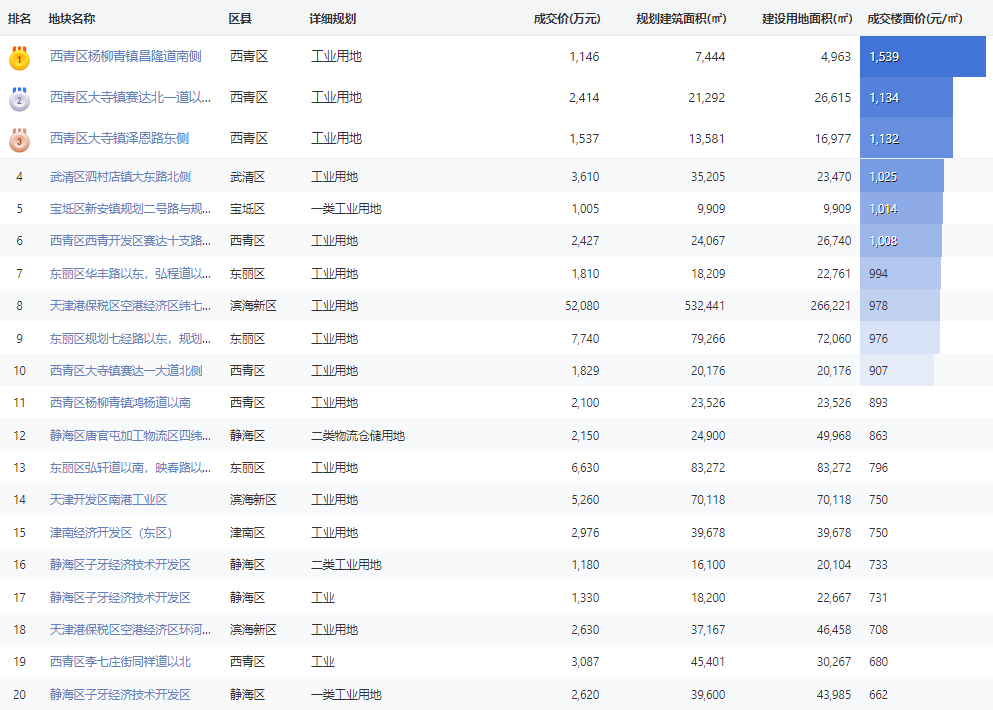 排名 地块名称 区县 详细规划 成交价(万元) 规划建筑面积(㎡) 建设用地面积(㎡) 成交楼面价(元/㎡)
1 西青区杨柳青镇昌隆道南侧 西青区 工业用地 1,146 7,444 4,963 1,539
2 西青区大寺镇赛达北一道以... 西青区 工业用地 2,414 21,292 26,615 1,134
3 西青区大寺镇泽恩路东侧 西青区 工业用地 1,537 13,581 16,977 1,132
4 武清区泗村店镇大东路北侧 武清区 工业用地 3,610 35,205 23,470 1,025
5 宝坻区新安镇规划二号路与规... 宝坻区 一类工业用地 1,005 9,909 9,909 1,014
6 西青区西青开发区赛达十支路... 西青区 工业用地 2,427 24,067 26,740 1,008
7 东丽区华丰路以东，弘程道以... 东丽区 工业用地 1,810 18,209 22,761 994
8 天津港保税区空港经济区纬七... 滨海新区 工业用地 52,080 532,441 266,221 978
9 东丽区规划七经路以东，规划... 东丽区 工业用地 7,740 79,266 72,060 976
10 西青区大寺镇赛达一大道北侧 西青区 工业用地 1,829 20,176 20,176 907
11 西青区杨柳青镇鸿杨道以南 西青区 工业用地 2,100 23,526 23,526 893
12 静海区唐官屯加工物流区四纬... 静海区 二类物流仓储用地 2,150 24,900 49,968 863
13 东丽区弘轩道以南，映春路以... 东丽区 工业用地 6,630 83,272 83,272 796
14 天津开发区南港工业区 滨海新区 工业用地 5,260 70,118 70,118 750
15 津南经济开发区（东区） 津南区 工业用地 2,976 39,678 39,678 750
16 静海区子牙经济技术开发区 静海区 二类工业用地 1,180 16,100 20,104 733
17 静海区子牙经济技术开发区 静海区 工业 1,330 18,200 22,667 731
18 天津港保税区空港经济区环河... 滨海新区 工业用地 2,630 37,167 46,458 708
19 西青区李七庄街同祥道以北 西青区 工业 3,087 45,401 30,267 680
20 静海区子牙经济技术开发区 静海区 一类工业用地 2,620 39,600 43,985 662